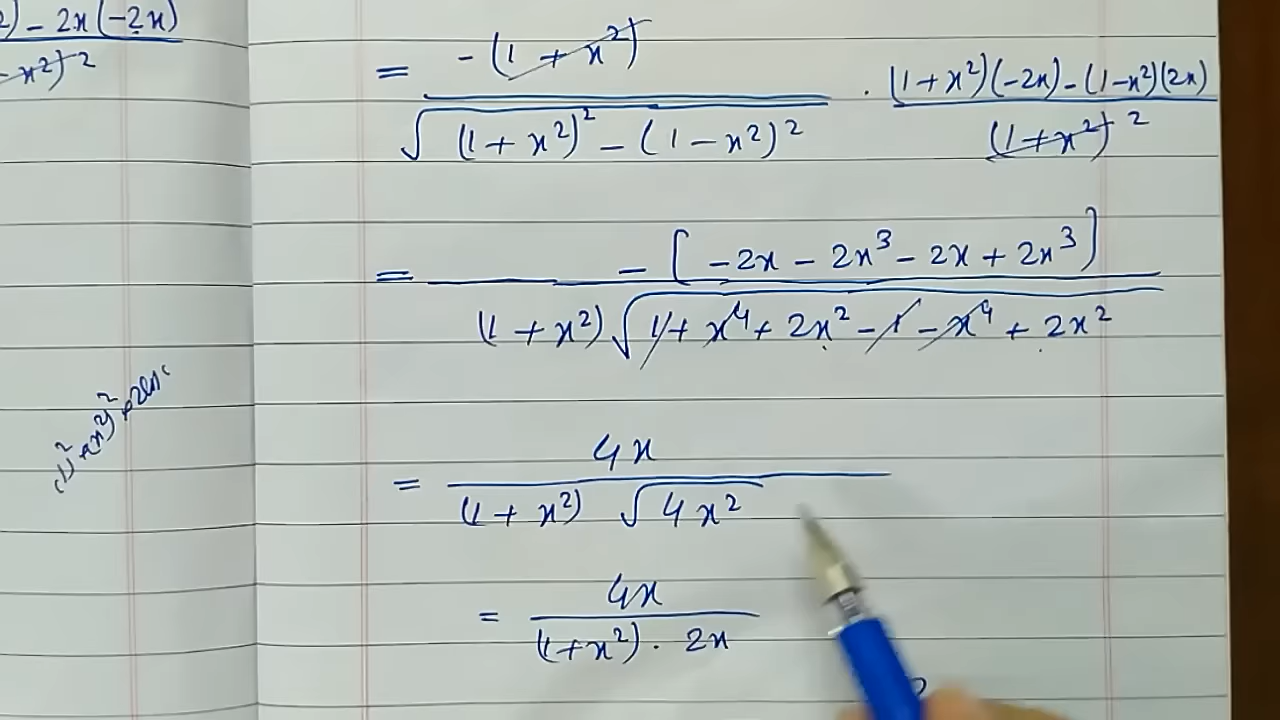 ²) - 2x(-2x)
- x²)²
= -(1 + x²) / √((1 + x²)² - (1 - x²)²) · ((1 + x²)(-2x) - (1 - x²)(2x)) / (1 + x²)²
= -[-2x - 2x³ - 2x + 2x³] / (1 + x²)√(1 + x⁴ + 2x² - 1 - x⁴ + 2x²)
= 4x / (1 + x²) √(4x²)
= 4x / (1 + x²) · 2x